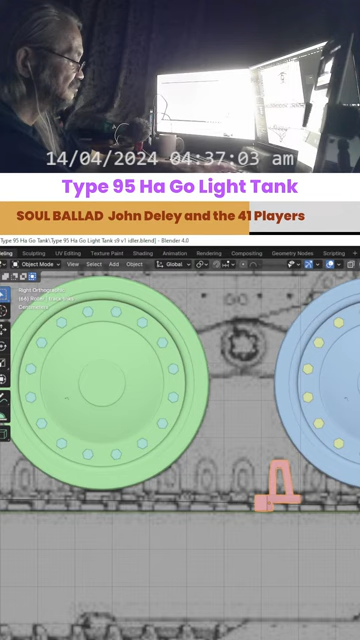 14/04/2024 04:37:03 am
Type 95 Ha Go Light Tank
SOUL BALLAD John Deley and the 41 Players
Type 95 Ha Go Light Tank\Type 95 Ha Go Light Tank
idler.blend] - Blender 4.0
Sculpting UV Editing Texture Paint Shading Animation Rendering Compositing Geometry Nodes Scripting
Object Mode View Select Add Object Global
Right Orthographic